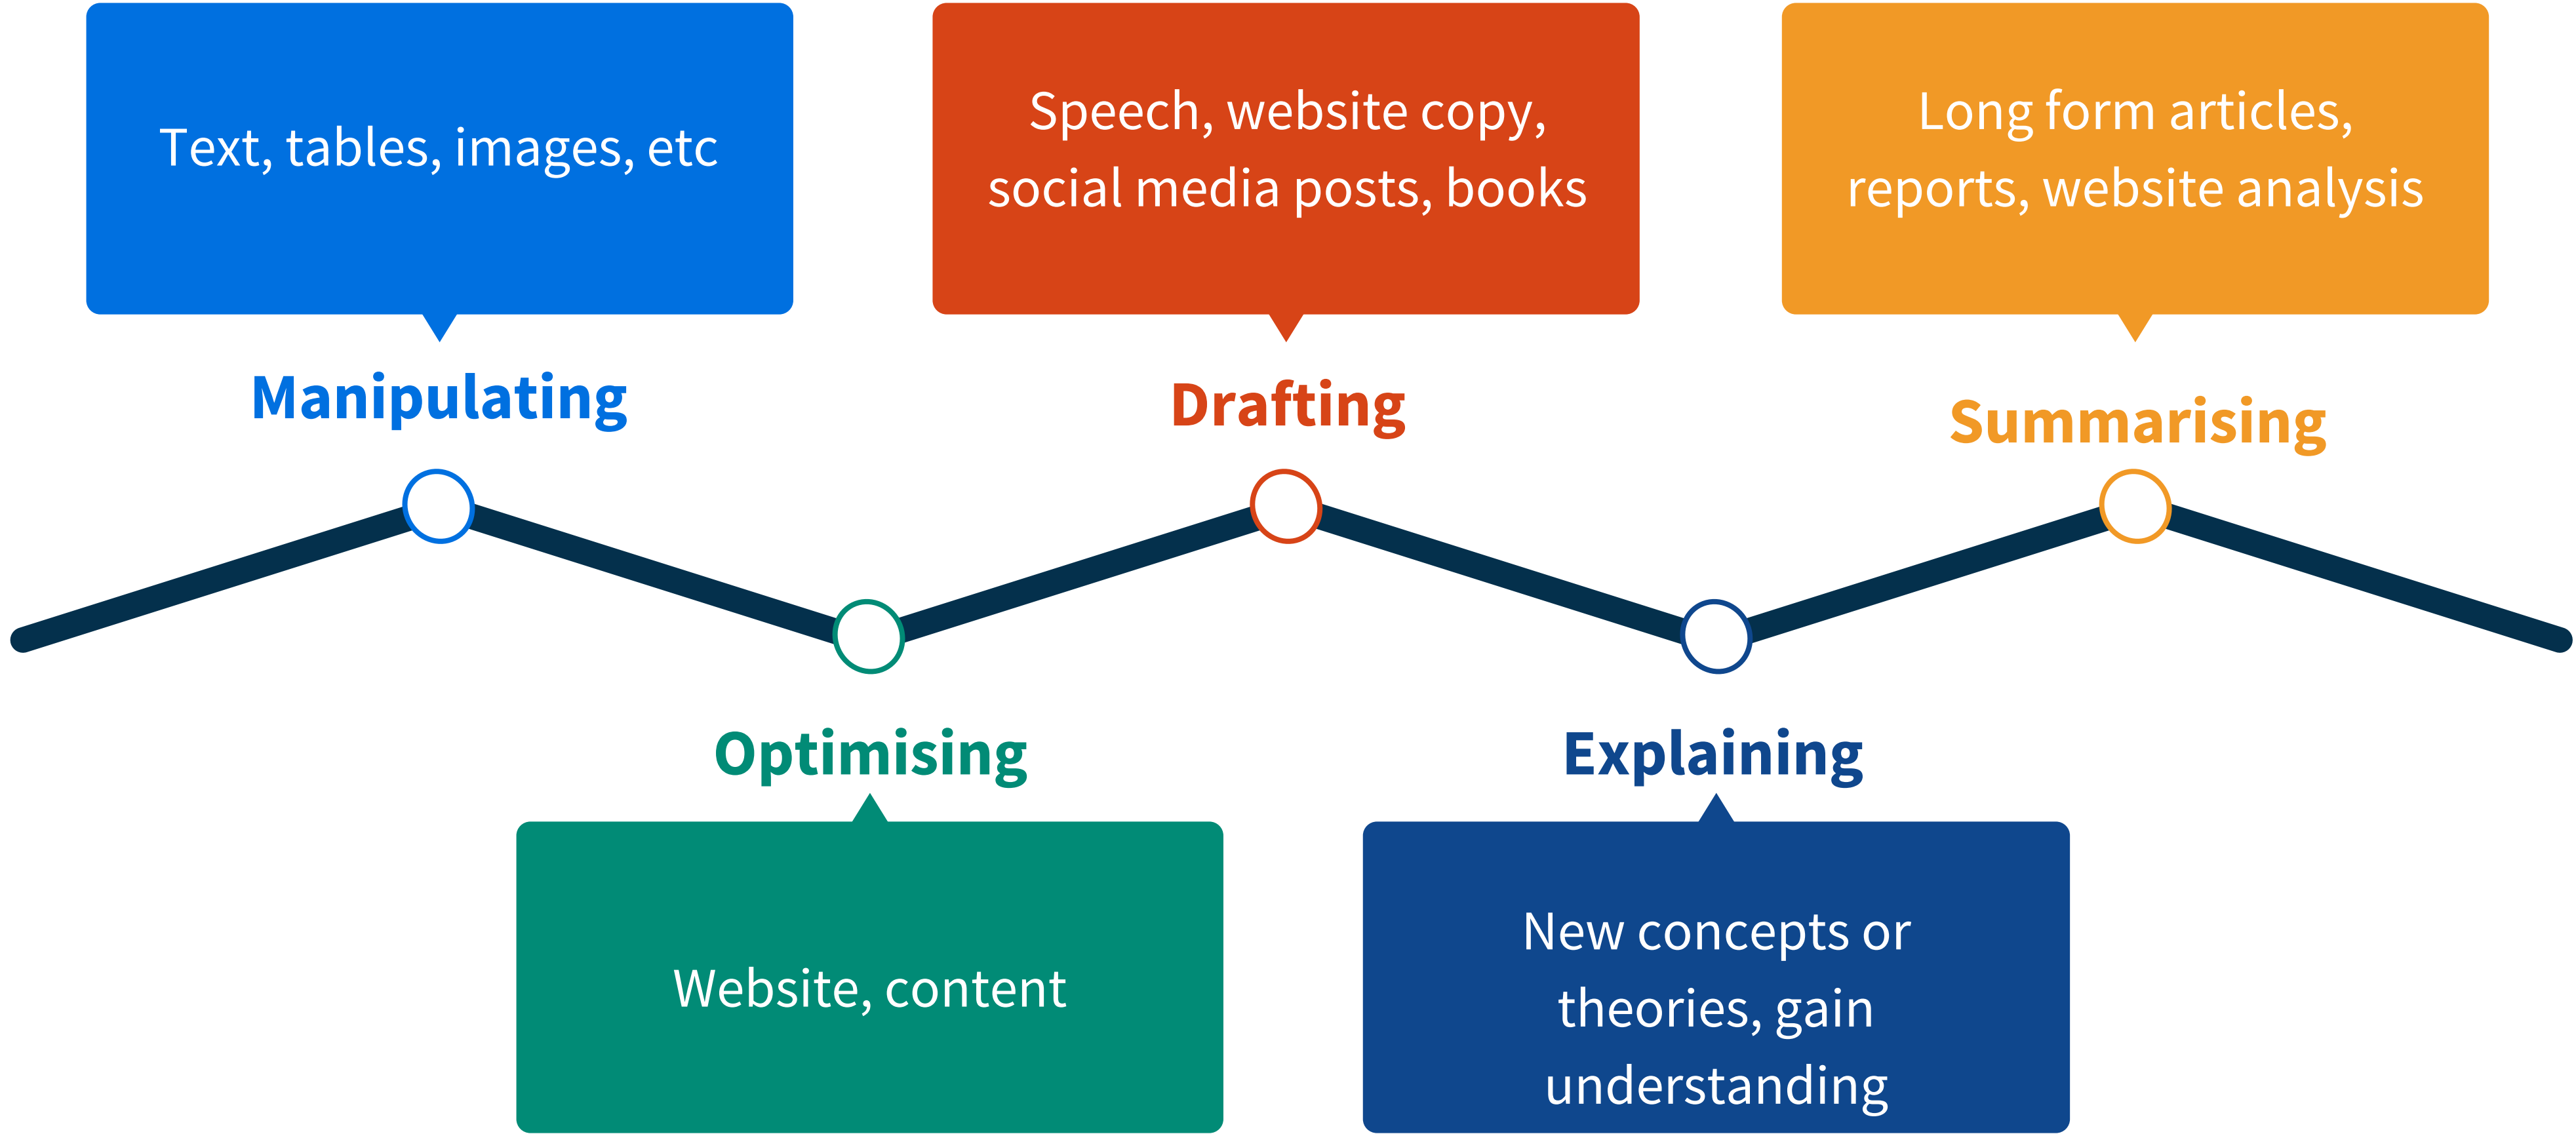 Text, tables, images, etc
Manipulating
Speech, website copy,
social media posts, books
Drafting
Long form articles,
reports, website analysis
Summarising
Optimising
Website, content
Explaining
New concepts or
theories, gain
understanding